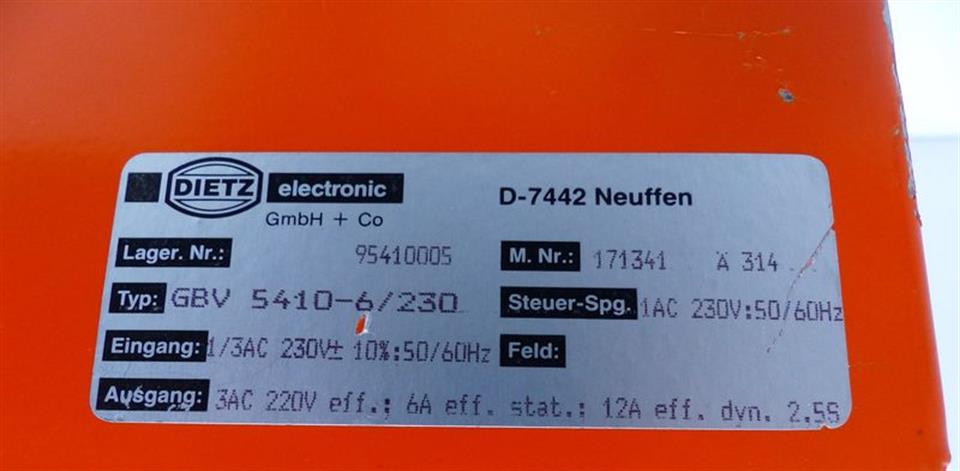 DIETZ electronic D-7442 Neuffen
GmbH + Co
Lager. Nr.: 95410005 M. Nr.: 171341 A 314
Typ: GBV 5410-6/230 Steuer-Spg. 1AC 230V:50/60Hz
Eingang: 1/3AC 230V± 10%:50/60Hz Feld:
Ausgang: 3AC 220V eff.; 6A eff. stat.; 12A eff. dyn. 2.5S